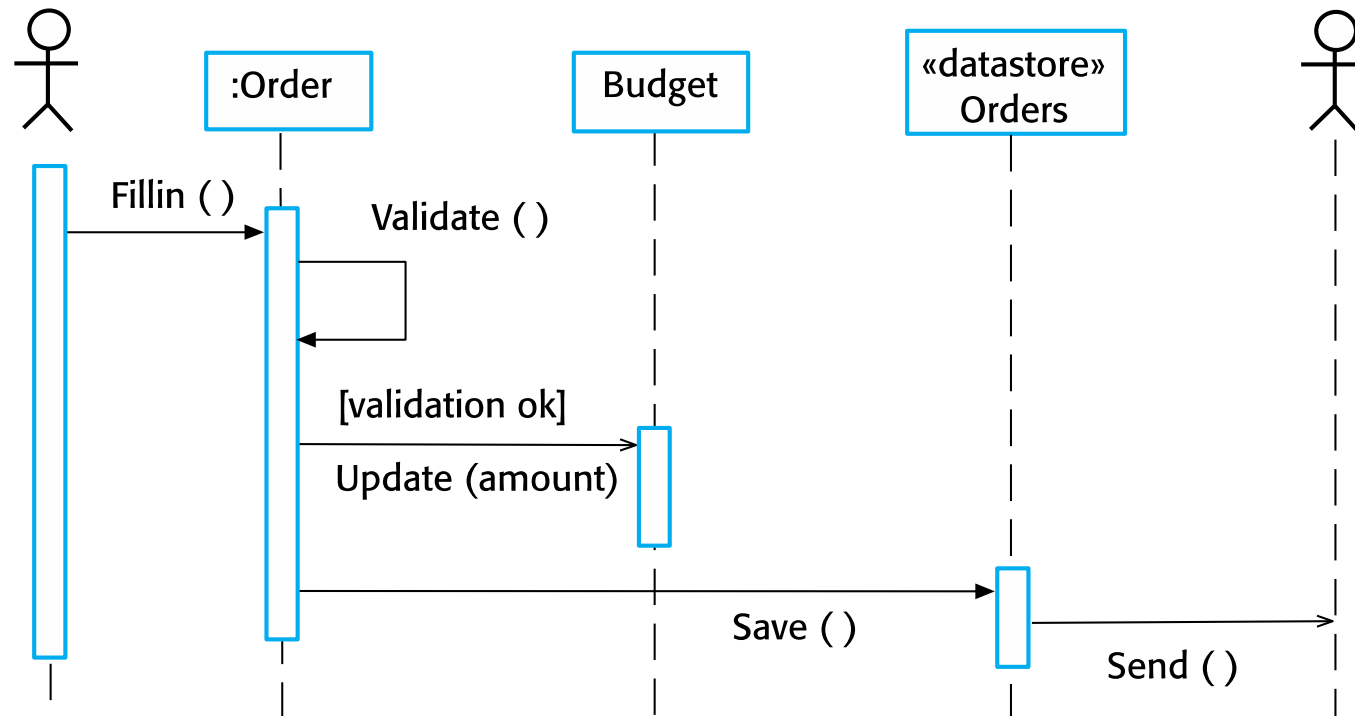 :Order
Budget
«datastore»
Orders
Fillin ( )
Validate ( )
[validation ok]
Update (amount)
Save ( )
Send ( )